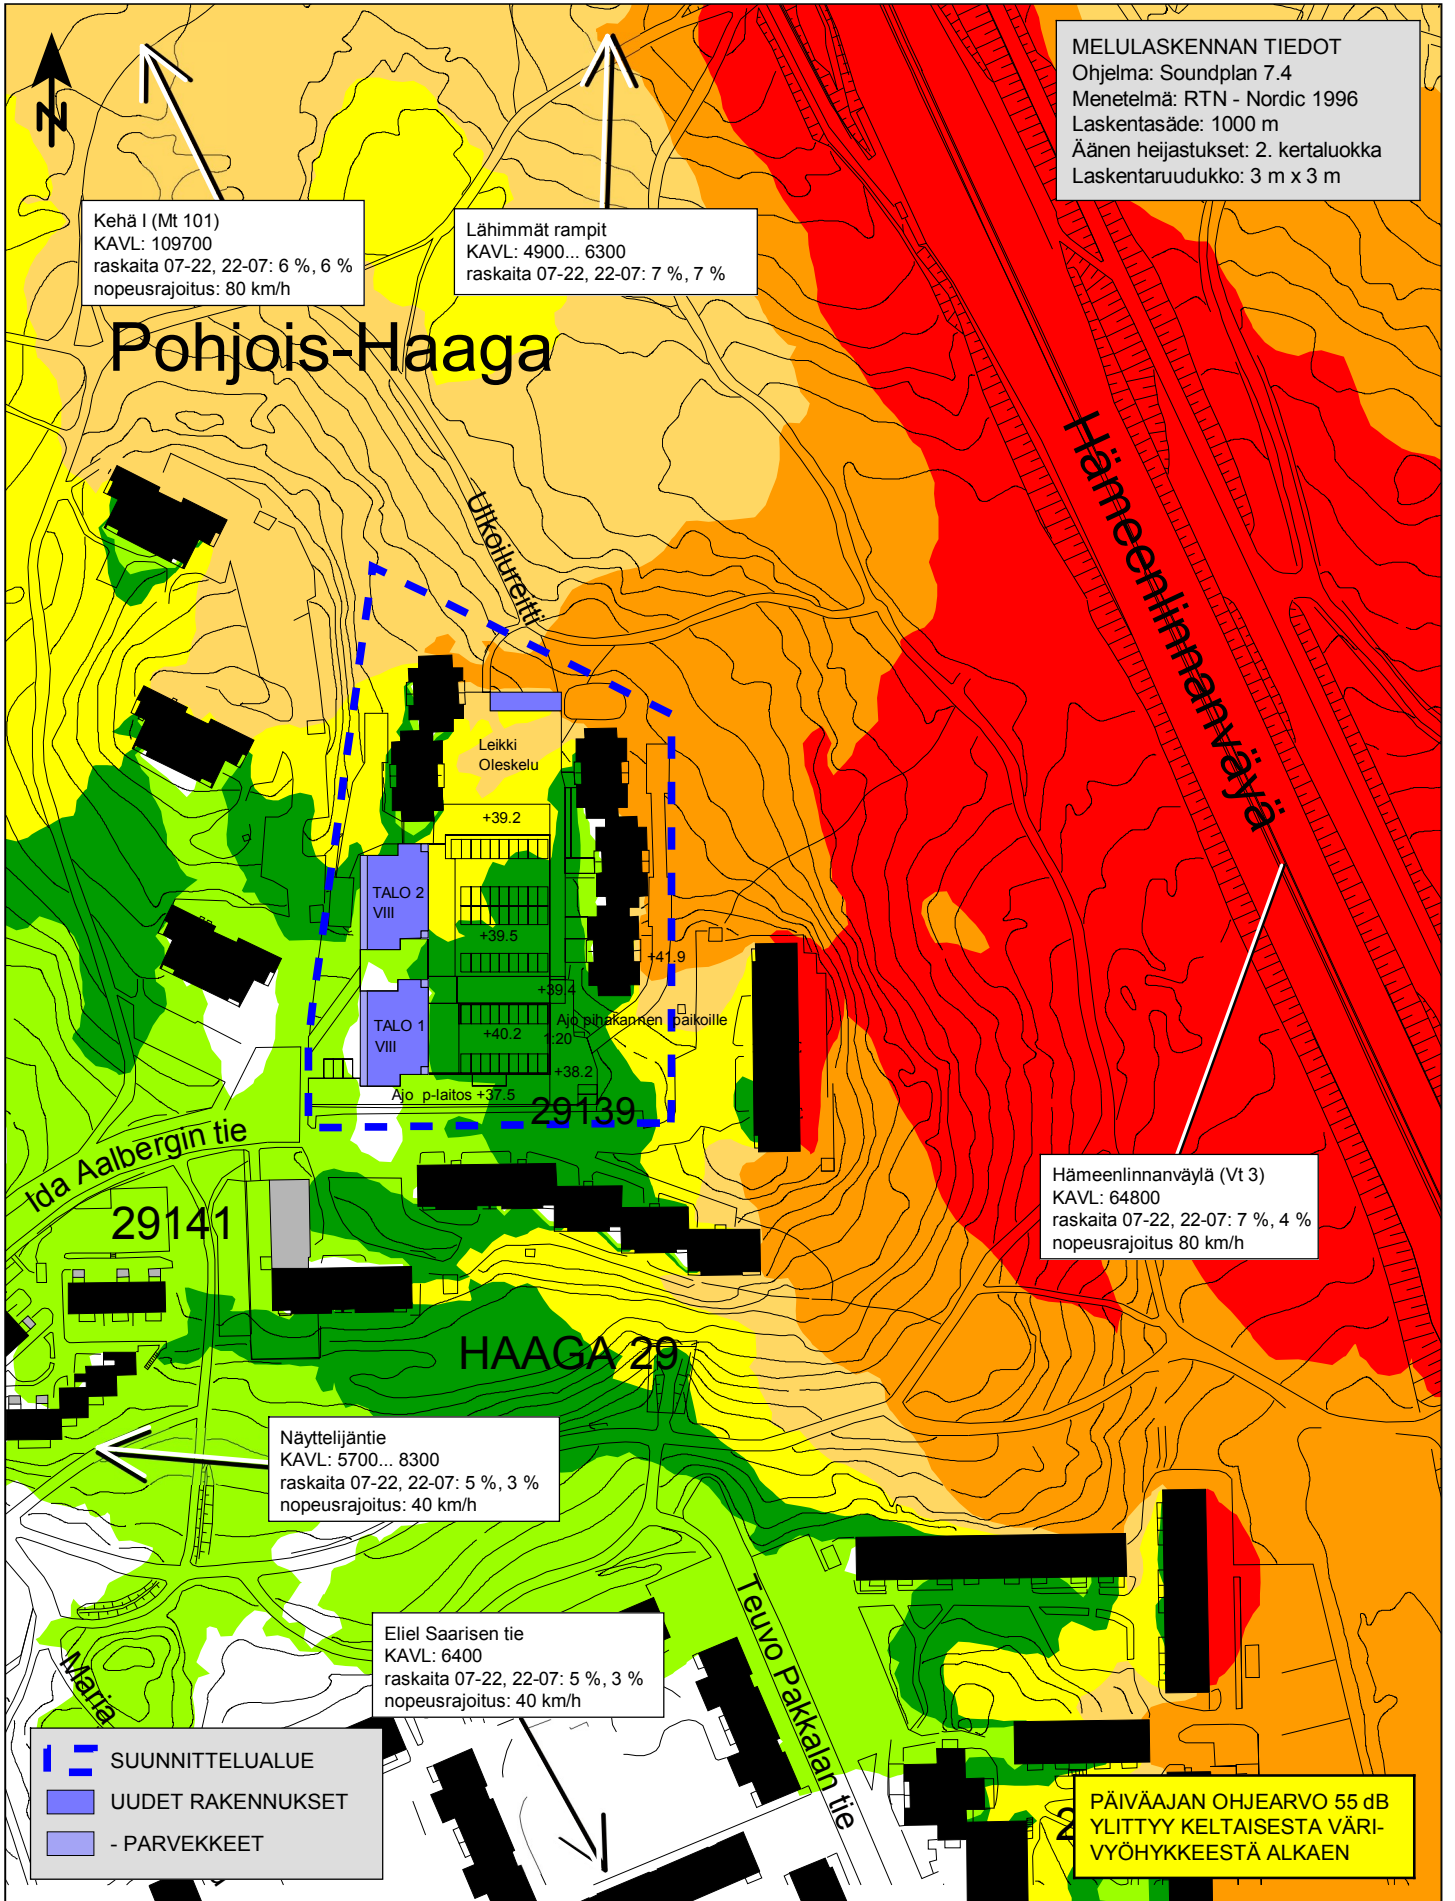 N
MELULASKENNAN TIEDOT
Ohjelma: Soundplan 7.4
Menetelmä: RTN - Nordic 1996
Laskentasäde: 1000 m
Äänen heijastukset: 2. kertaluokka
Laskentaruudukko: 3 m x 3 m
Kehä I (Mt 101)
KAVL: 109700
raskaita 07-22, 22-07: 6 %, 6 %
nopeusrajoitus: 80 km/h
Lähimmät rampit
KAVL: 4900... 6300
raskaita 07-22, 22-07: 7 %, 7 %
Pohjois-Haaga
Hämeenlinnanväylä
Ulkoilureitti
Leikki
Oleskelu
+39.2
TALO 2
VIII
+39.5
+41.9
+39.4
TALO 1
VIII
+40.2
Ajo pihakannen paikoille
1:20
+38.2
Ajo p-laitos +37.5
29139
Ida Aalbergin tie
29141
Hämeenlinnanväylä (Vt 3)
KAVL: 64800
raskaita 07-22, 22-07: 7 %, 4 %
nopeusrajoitus 80 km/h
HAAGA 29
Näyttelijäntie
KAVL: 5700... 8300
raskaita 07-22, 22-07: 5 %, 3 %
nopeusrajoitus: 40 km/h
Eliel Saarisen tie
KAVL: 6400
raskaita 07-22, 22-07: 5 %, 3 %
nopeusrajoitus: 40 km/h
Teuvo Pakkalan tie
Maria
SUUNNITTELUALUE
UUDET RAKENNUKSET
- PARVEKKEET
2
PÄIVÄAJAN OHJEARVO 55 dB
YLITTYY KELTAISESTA VÄRI-
VYÖHYKKEESTÄ ALKAEN